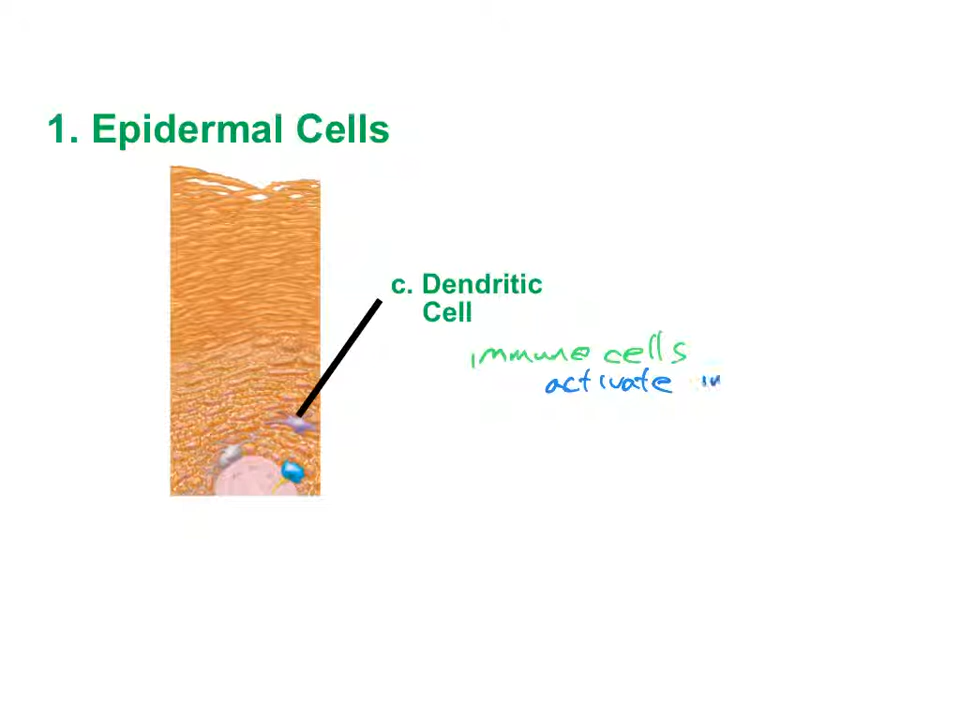 1. Epidermal Cells
c. Dendritic
Cell
immune cells
activate